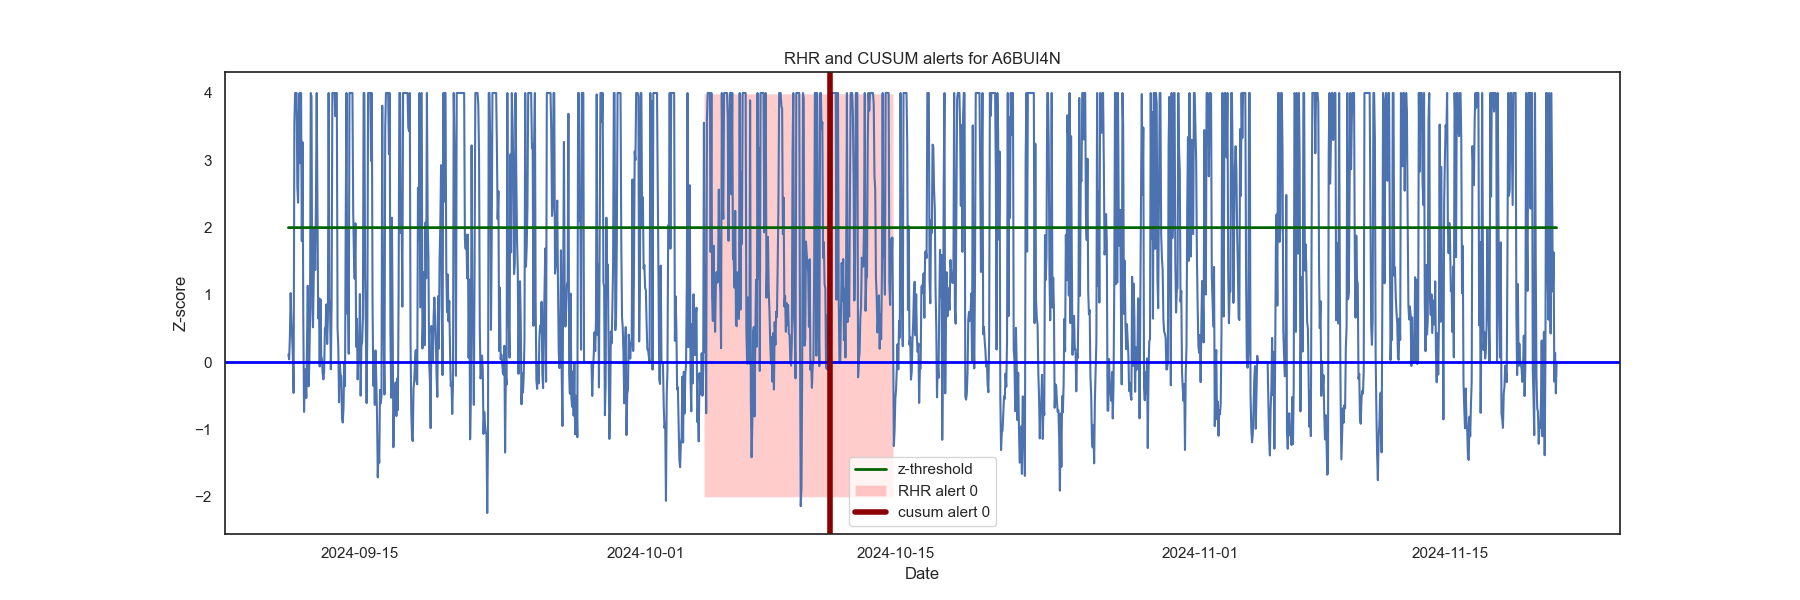 RHR and CUSUM alerts for A6BUI4N
4
3
2
1
0
−1
−2
Z-score
z-threshold
RHR alert 0
cusum alert 0
2024-09-15
2024-10-01
2024-10-15
2024-11-01
2024-11-15
Date